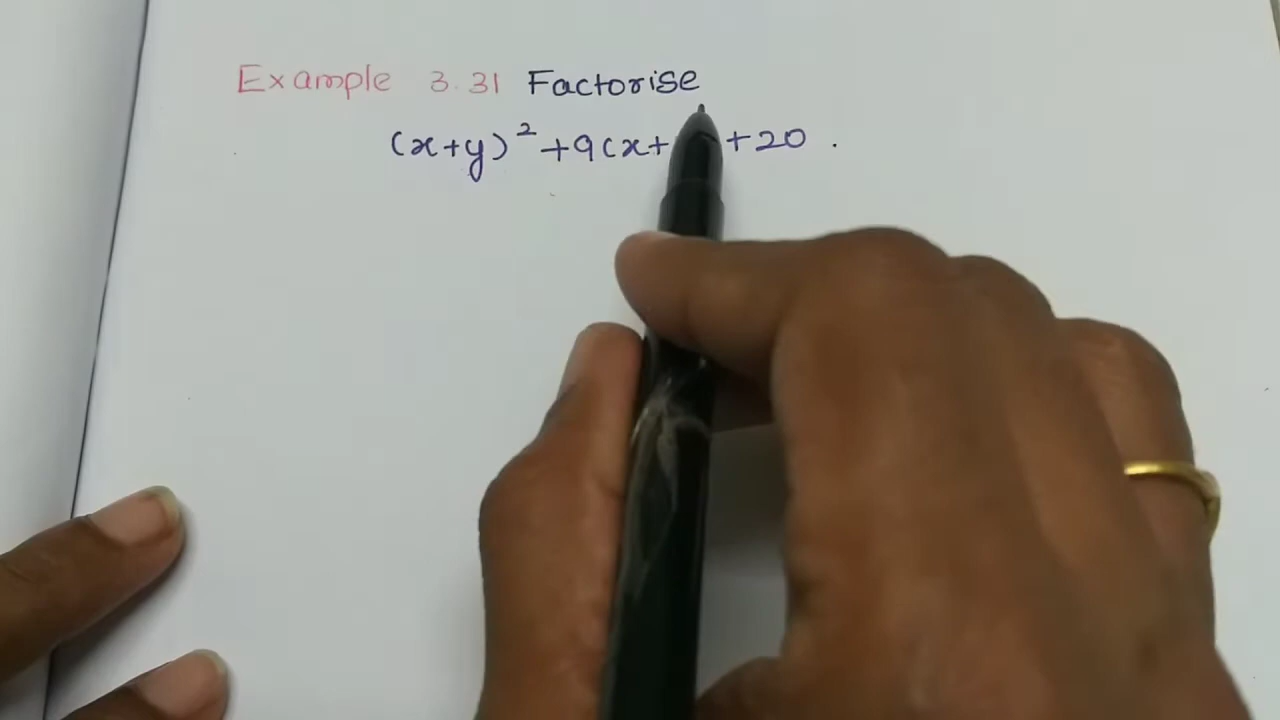 Example 3.31 Factorise
(x+y)² +9(x+ +20 .